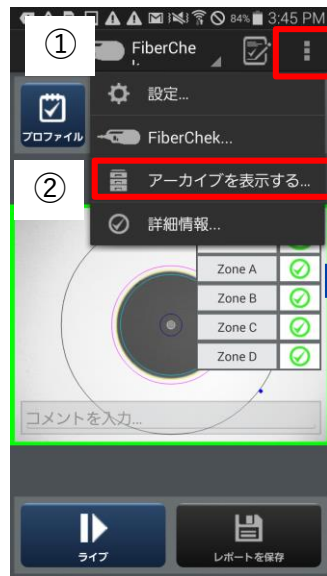 84% 3:45 PM
①
FiberChe
プロファイル
設定...
FiberChek...
②
アーカイブを表示する...
詳細情報...
Zone A
Zone B
Zone C
Zone D
コメントを入力...
ライブ
レポートを保存